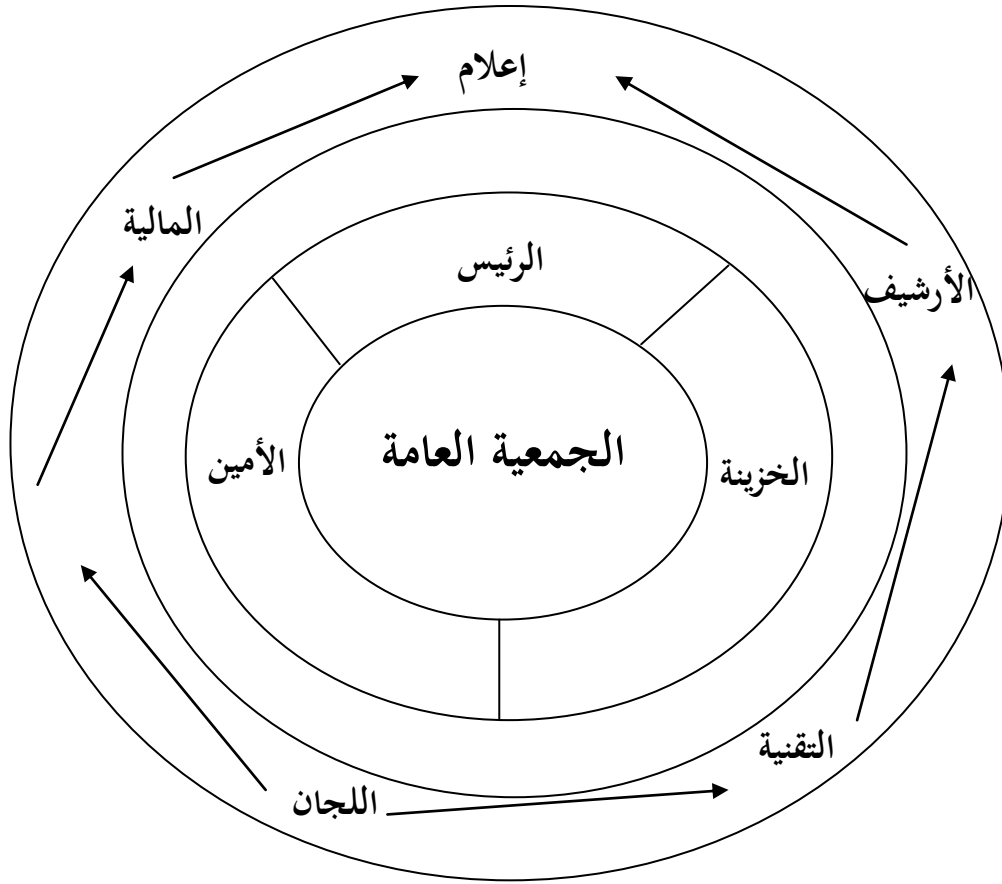 إعلام
المالية
الأرشيف
الرئيس
الجمعية العامة
الأمين
الخزينة
التقنية
اللجان